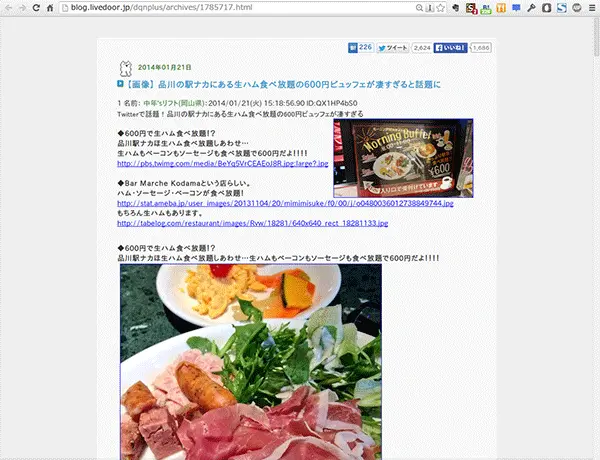 blog.livedoor.jp/dqnplus/archives/1785717.html
226 ツイート 2,624 いいね! 1,686
2014年01月21日
【画像】 品川の駅ナカにある生ハム食べ放題の600円ビュッフェが凄すぎると話題に
1 名前: 中年'sリフト(岡山県):2014/01/21(火) 15:18:56.90 ID:QX1HP4bS0
Twitterで話題！品川の駅ナカにある生ハム食べ放題の600円ビュッフェが凄すぎる
◆600円で生ハム食べ放題!?
品川駅ナカは生ハム食べ放題しあわせ…
生ハムもベーコンもソーセージも食べ放題で600円だよ!!!!
http://pbs.twimg.com/media/BeYq5VrCEAEoJ8R.jpg:large?.jpg
Morning Buffet
¥600
入り口で受付けています
◆Bar Marche Kodamaという店らしい。
ハム・ソーセージ・ベーコンが食べ放題!
http://stat.ameba.jp/user_images/20131104/20/mimimisuke/f0/00/j/o0480036012738849744.jpg
もちろん生ハムもあります。
http://tabelog.com/restaurant/images/Rvw/18281/640x640_rect_18281133.jpg
◆600円で生ハム食べ放題!?
品川駅ナカほ生ハム食べ放題しあわせ…生ハムもベーコンもソーセージも食べ放題で600円だよ!!!!